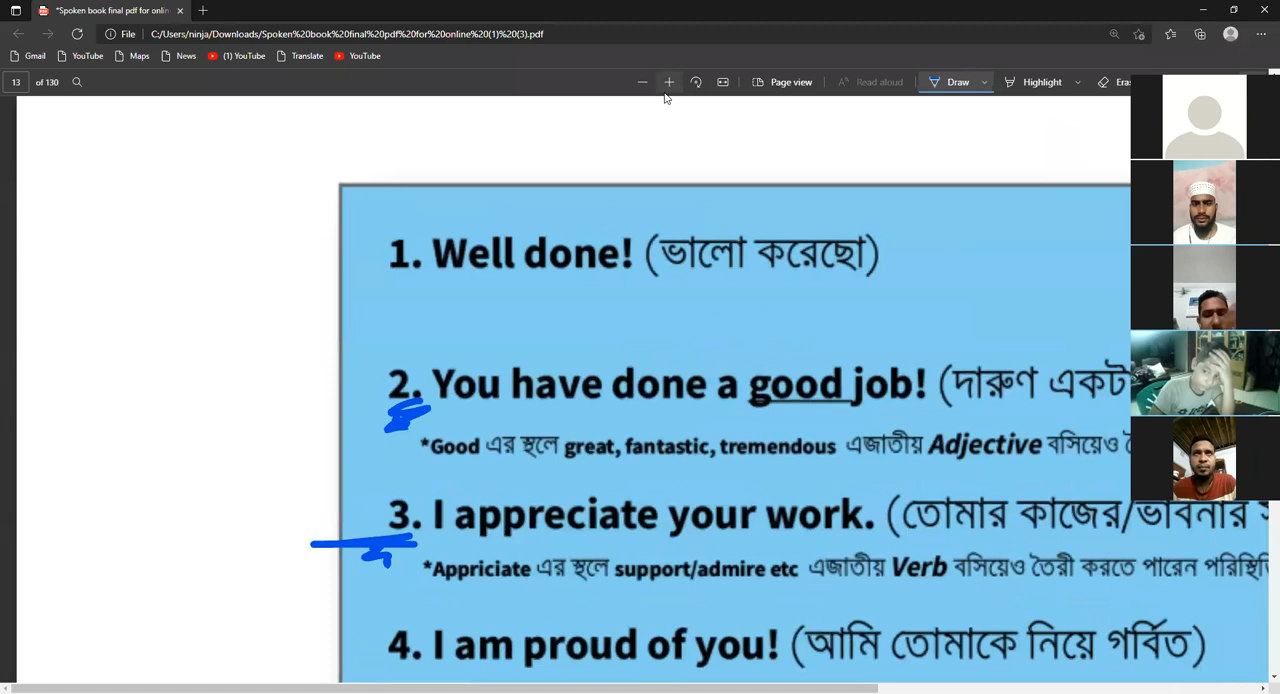 *Spoken book final pdf for onlin
File C:/Users/ninja/Downloads/Spoken%20book%20final%20pdf%20for%20online%20(1)%20(3).pdf
Gmail YouTube Maps News (1) YouTube Translate YouTube
13 of 130 Page view Read aloud Draw Highlight Era
1. Well done! (ভালো করেছো)
2. You have done a good job! (দারুণ একট
*Good এর স্থলে great, fantastic, tremendous এজাতীয় Adjective বসিয়েও
3. I appreciate your work. (তোমার কাজের/ভাবনার
*Appriciate এর স্থলে support/admire etc এজাতীয় Verb বসিয়েও তৈরী করতে পারেন পরিস্থিতি
4. I am proud of you! (আমি তোমাকে নিয়ে গর্বিত)